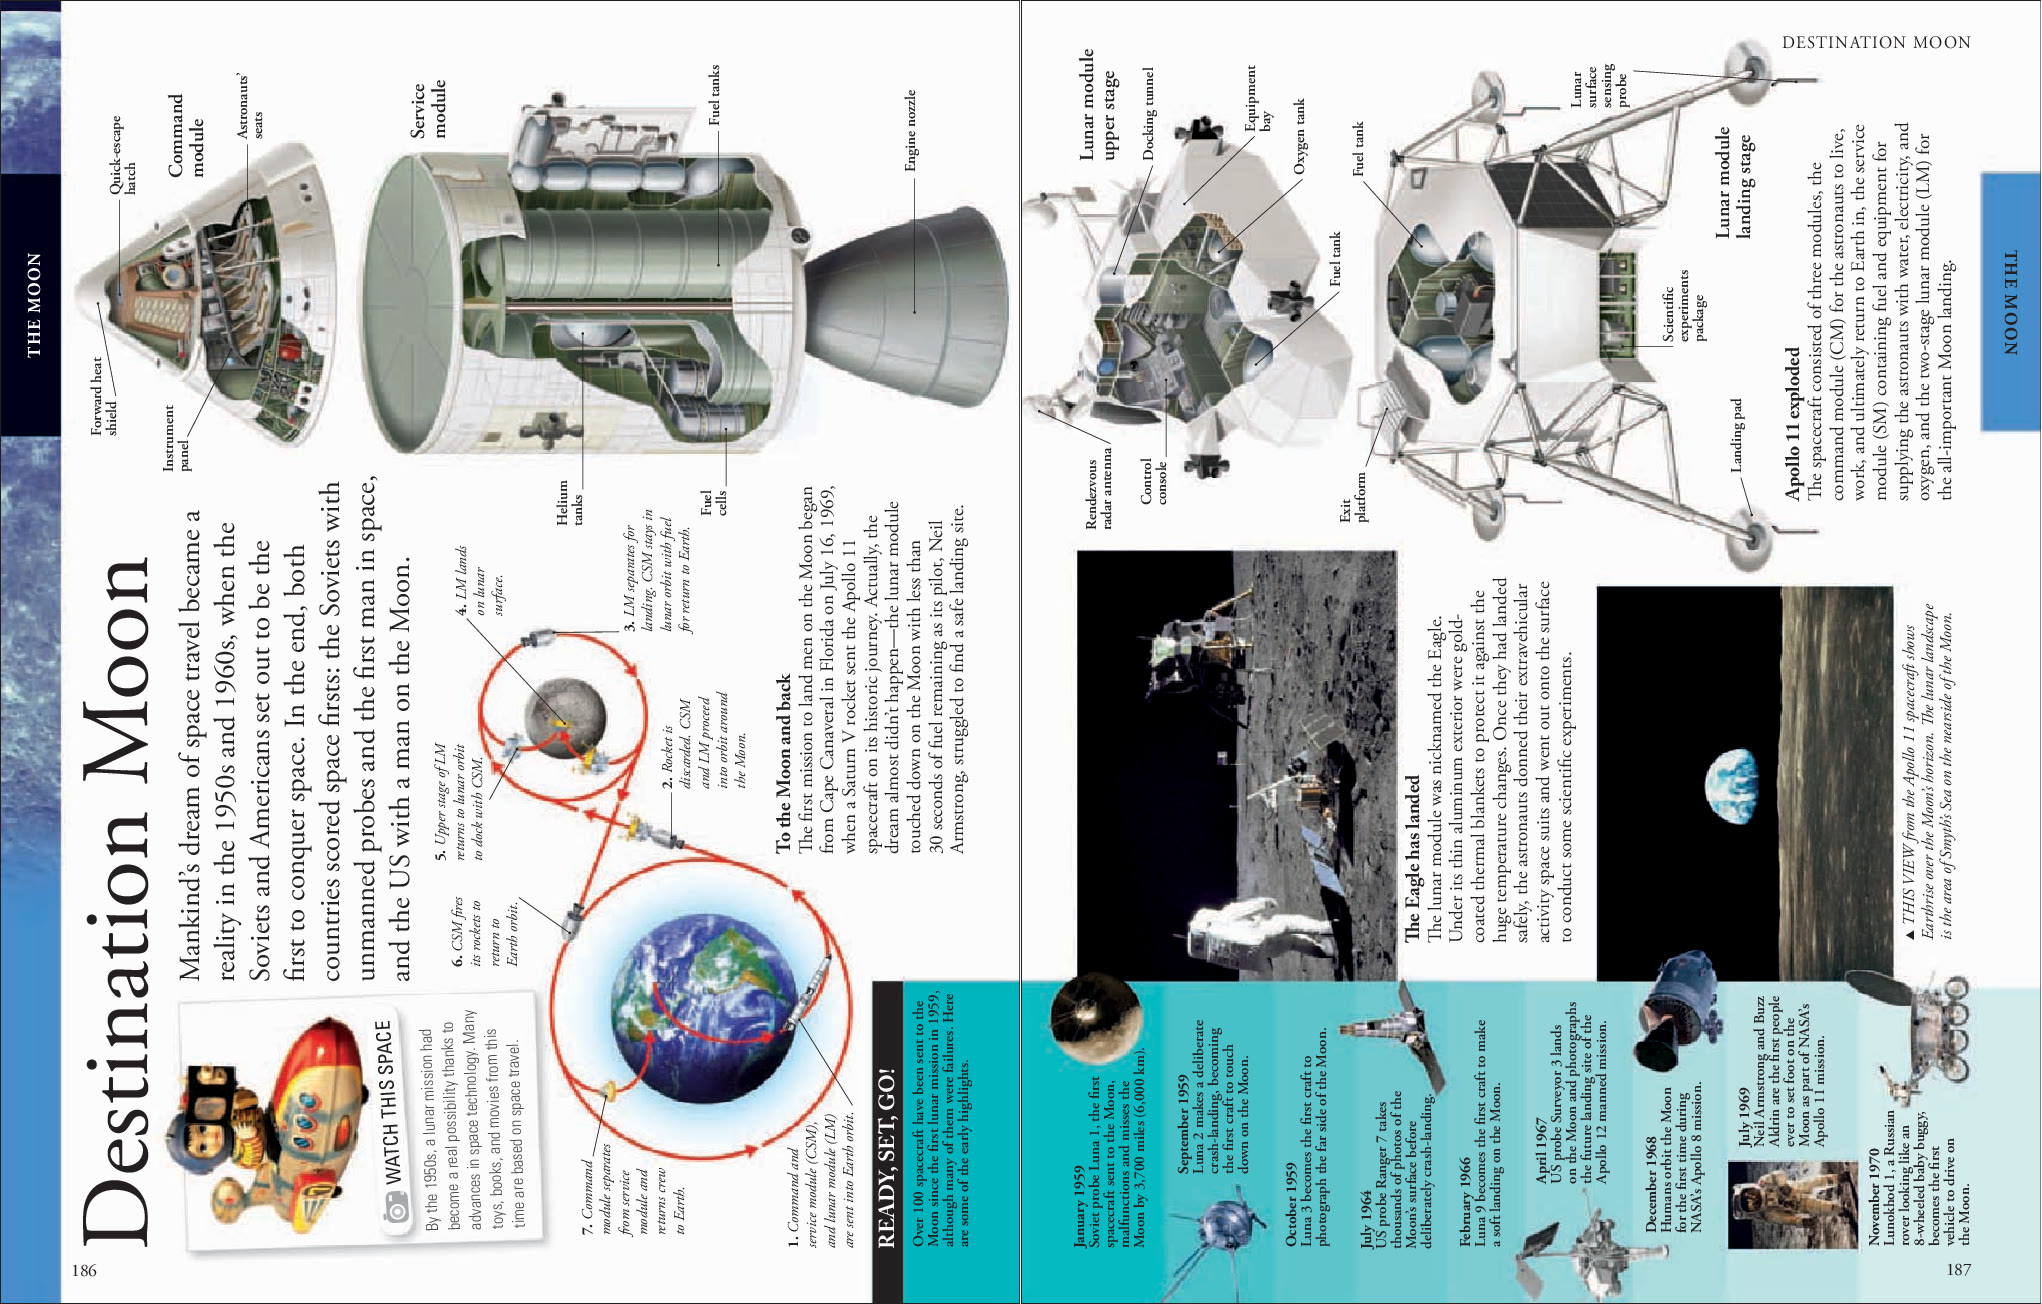 THE MOON
186
Destination Moon
Mankind's dream of space travel became a
reality in the 1950s and 1960s, when the
Soviets and Americans set out to be the
first to conquer space. In the end, both
countries scored space firsts: the Soviets with
unmanned probes and the first man in space,
and the US with a man on the Moon.
WATCH THIS SPACE
By the 1950s, a lunar mission had
become a real possibility thanks to
advances in space technology. Many
toys, books, and movies from this
time are based on space travel.
Forward heat
shield
Quick-escape
hatch
Command
module
Astronauts'
seats
Instrument
panel
Service
module
Fuel tanks
Engine nozzle
Helium
tanks
Fuel
cells
1. Command and
service module (CSM),
and lunar module (LM)
are sent into Earth orbit.
2. Rocket is
discarded. CSM
and LM proceed
into orbit around
the Moon.
3. LM separates for
landing. CSM stays in
lunar orbit with fuel
for return to Earth.
4. LM lands
on lunar
surface.
5. Upper stage of LM
returns to lunar orbit
to dock with CSM.
6. CSM fires
its rockets to
return to
Earth orbit.
7. Command
module separates
from service
module and
returns crew
to Earth.
To the Moon and back
The first mission to land men on the Moon began
from Cape Canaveral in Florida on July 16, 1969,
when a Saturn V rocket sent the Apollo 11
spacecraft on its historic journey. Actually, the
dream almost didn't happen—the lunar module
touched down on the Moon with less than
30 seconds of fuel remaining as its pilot, Neil
Armstrong, struggled to find a safe landing site.
READY, SET, GO!
Over 100 spacecraft have been sent to the
Moon since the first lunar mission in 1959,
although many of them were failures. Here
are some of the early highlights.
DESTINATION MOON
THE MOON
187
Lunar module
upper stage
Docking tunnel
Equipment
bay
Oxygen tank
Fuel tank
Rendezvous
radar antenna
Control
console
Fuel tank
Lunar
surface
sensing
probe
Lunar module
landing stage
Scientific
experiments
package
Exit
platform
Landing pad
Apollo 11 exploded
The spacecraft consisted of three modules, the
command module (CM) for the astronauts to live,
work, and ultimately return to Earth in, the service
module (SM) containing fuel and equipment for
supplying the astronauts with water, electricity, and
oxygen, and the two-stage lunar module (LM) for
the all-important Moon landing.
The Eagle has landed
The lunar module was nicknamed the Eagle.
Under its thin aluminum exterior were gold-
coated thermal blankets to protect it against the
huge temperature changes. Once they had landed
safely, the astronauts donned their extravehicular
activity space suits and went out onto the surface
to conduct some scientific experiments.
▲ THIS VIEW from the Apollo 11 spacecraft shows
Earthrise over the Moon's horizon. The lunar landscape
is the area of Smyth's Sea on the nearside of the Moon.
January 1959
Soviet probe Luna 1, the first
spacecraft sent to the Moon,
malfunctions and misses the
Moon by 3,700 miles (6,000 km).
September 1959
Luna 2 makes a deliberate
crash-landing, becoming
the first craft to touch
down on the Moon.
October 1959
Luna 3 becomes the first craft to
photograph the far side of the Moon.
July 1964
US probe Ranger 7 takes
thousands of photos of the
Moon's surface before
deliberately crash-landing.
February 1966
Luna 9 becomes the first craft to make
a soft landing on the Moon.
April 1967
US probe Surveyor 3 lands
on the Moon and photographs
the future landing site of the
Apollo 12 manned mission.
December 1968
Humans orbit the Moon
for the first time during
NASA's Apollo 8 mission.
July 1969
Neil Armstrong and Buzz
Aldrin are the first people
ever to set foot on the
Moon as part of NASA's
Apollo 11 mission.
November 1970
Lunokhod 1, a Russian
rover looking like an
8-wheeled baby buggy,
becomes the first
vehicle to drive on
the Moon.